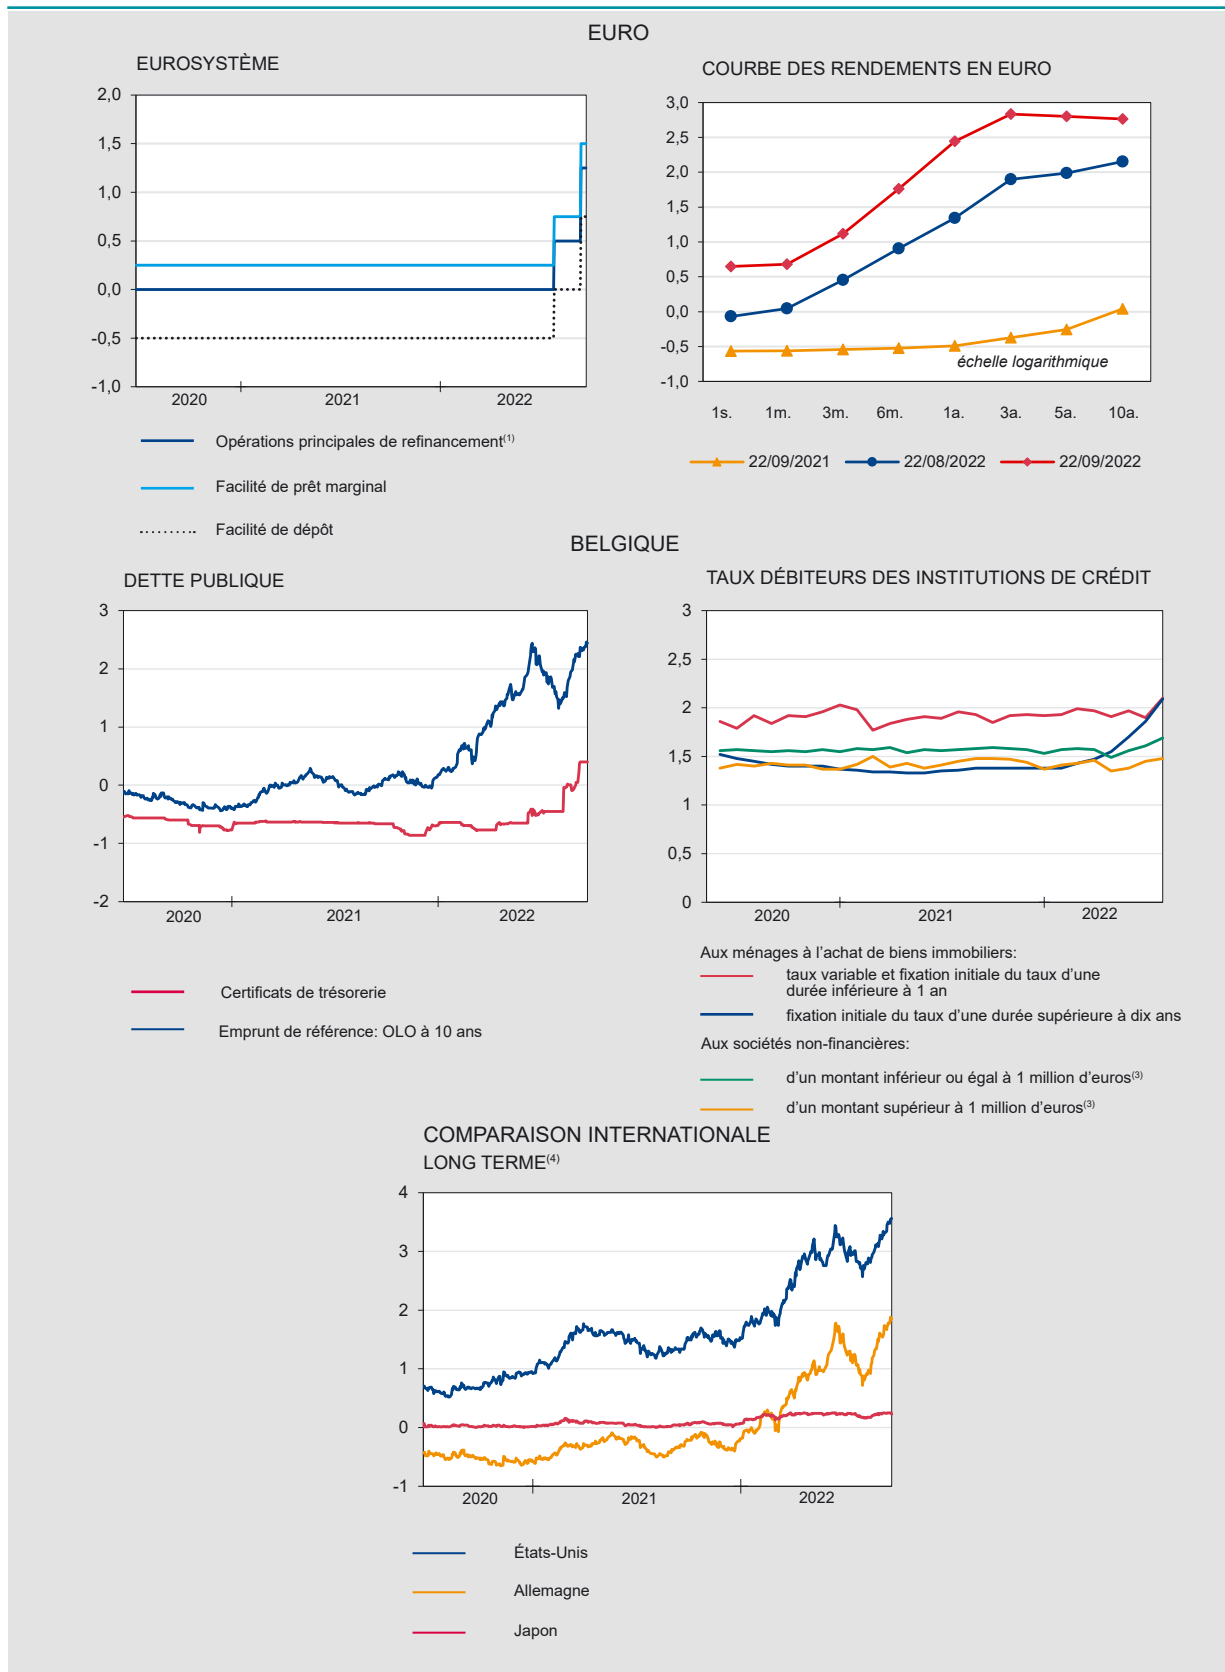 EURO
EUROSYSTÈME
2,0
1,5
1,0
0,5
0,0
-0,5
-1,0
2020 2021 2022
Opérations principales de refinancement(1)
Facilité de prêt marginal
Facilité de dépôt
COURBE DES RENDEMENTS EN EURO
3,0
2,5
2,0
1,5
1,0
0,5
0,0
-0,5
-1,0
échelle logarithmique
1s. 1m. 3m. 6m. 1a. 3a. 5a. 10a.
22/09/2021 22/08/2022 22/09/2022
BELGIQUE
DETTE PUBLIQUE
3
2
1
0
-1
-2
2020 2021 2022
Certificats de trésorerie
Emprunt de référence: OLO à 10 ans
TAUX DÉBITEURS DES INSTITUTIONS DE CRÉDIT
3
2,5
2
1,5
1
0,5
0
2020 2021 2022
Aux ménages à l'achat de biens immobiliers:
taux variable et fixation initiale du taux d'une
durée inférieure à 1 an
fixation initiale du taux d'une durée supérieure à dix ans
Aux sociétés non-financières:
d'un montant inférieur ou égal à 1 million d'euros(3)
d'un montant supérieur à 1 million d'euros(3)
COMPARAISON INTERNATIONALE
LONG TERME(4)
4
3
2
1
0
-1
2020 2021 2022
États-Unis
Allemagne
Japon